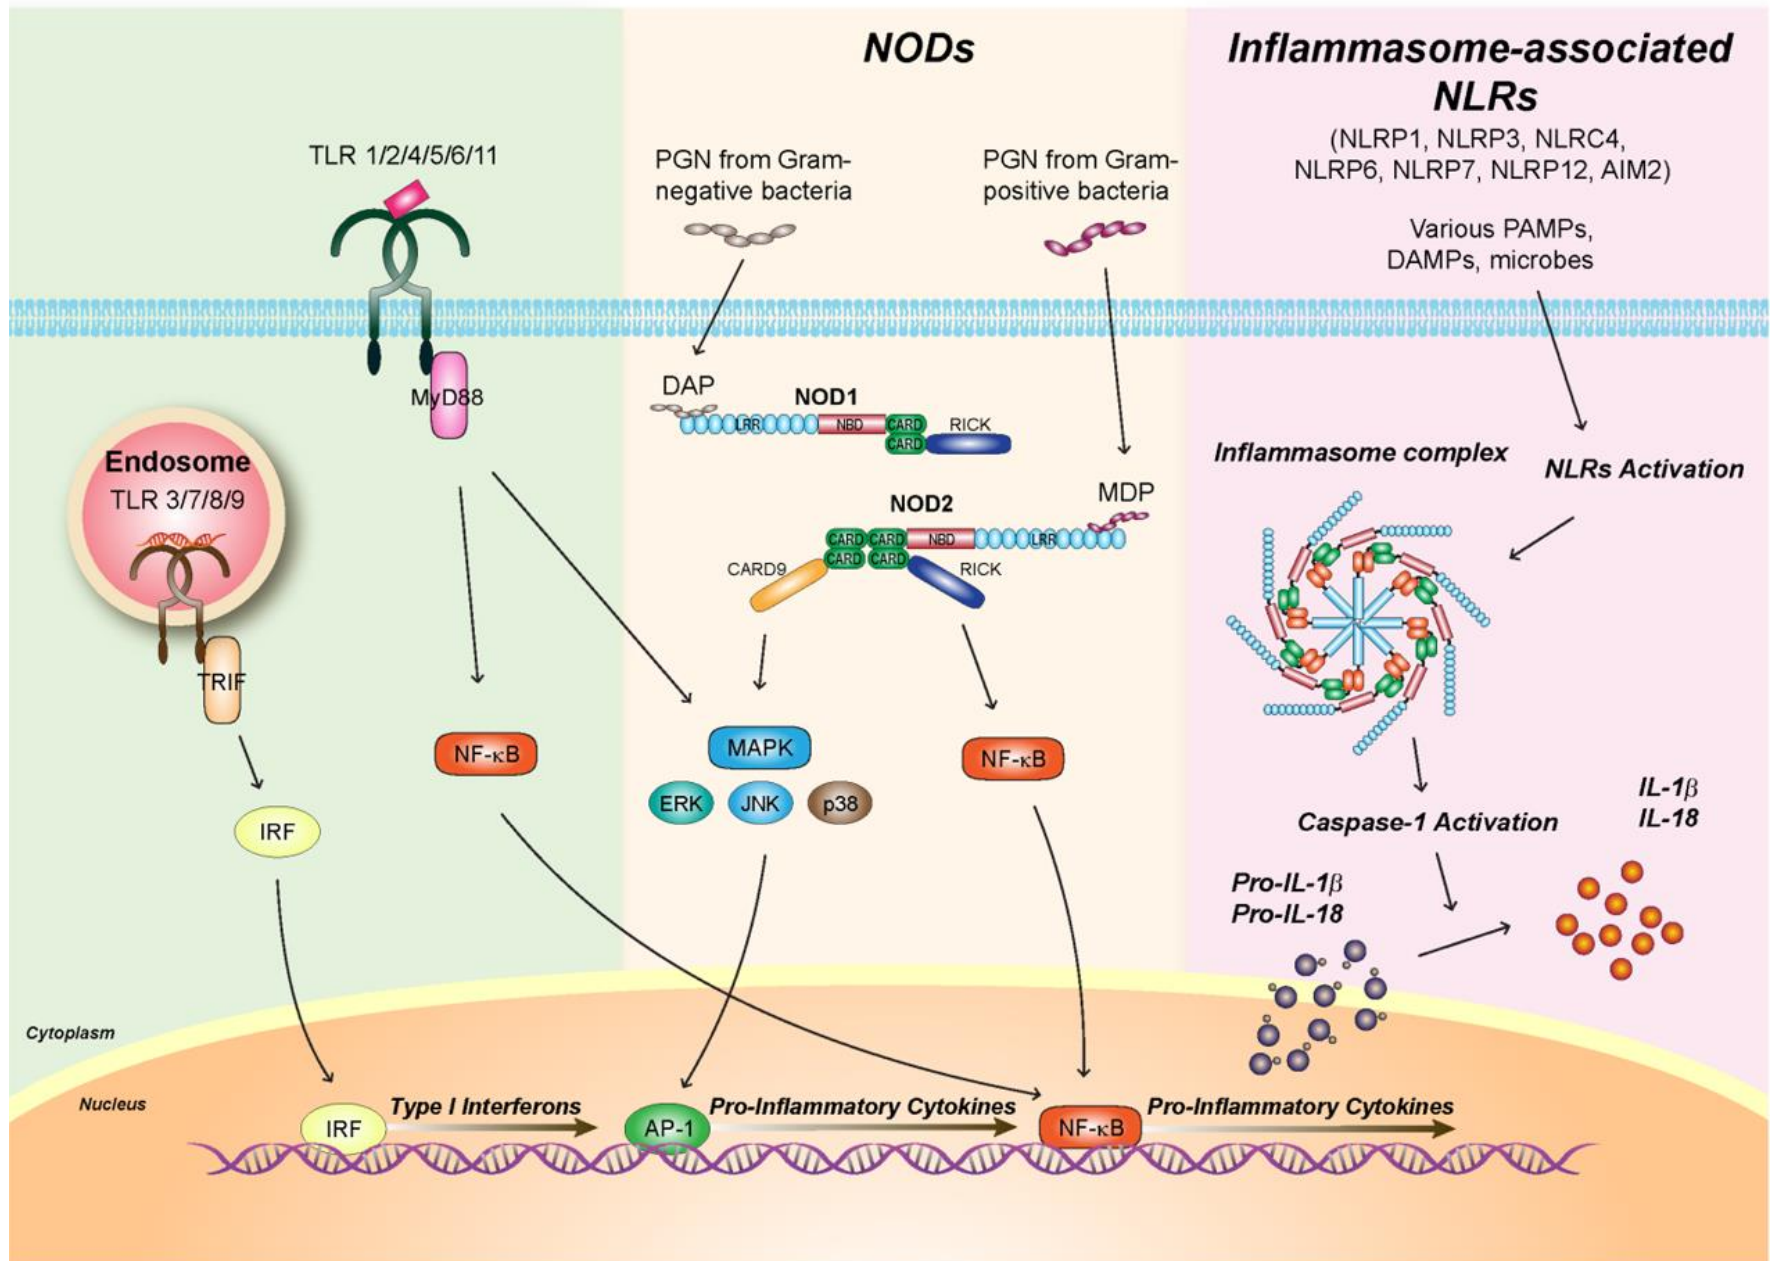 NODs
Inflammasome-associated
NLRs
(NLRP1, NLRP3, NLRC4,
NLRP6, NLRP7, NLRP12, AIM2)
Various PAMPs,
DAMPs, microbes
TLR 1/2/4/5/6/11
PGN from Gram-
negative bacteria
PGN from Gram-
positive bacteria
MyD88
Endosome
TLR 3/7/8/9
TRIF
DAP
NOD1
LRR
NBD
CARD
CARD
RICK
NOD2
MDP
CARD
CARD
NBD
LRR
CARD
CARD
CARD9
RICK
Inflammasome complex
NLRs Activation
NF-κB
MAPK
NF-κB
ERK
JNK
p38
IRF
Caspase-1 Activation
IL-1β
IL-18
Pro-IL-1β
Pro-IL-18
Cytoplasm
Nucleus
IRF
Type I Interferons
AP-1
Pro-Inflammatory Cytokines
NF-κB
Pro-Inflammatory Cytokines